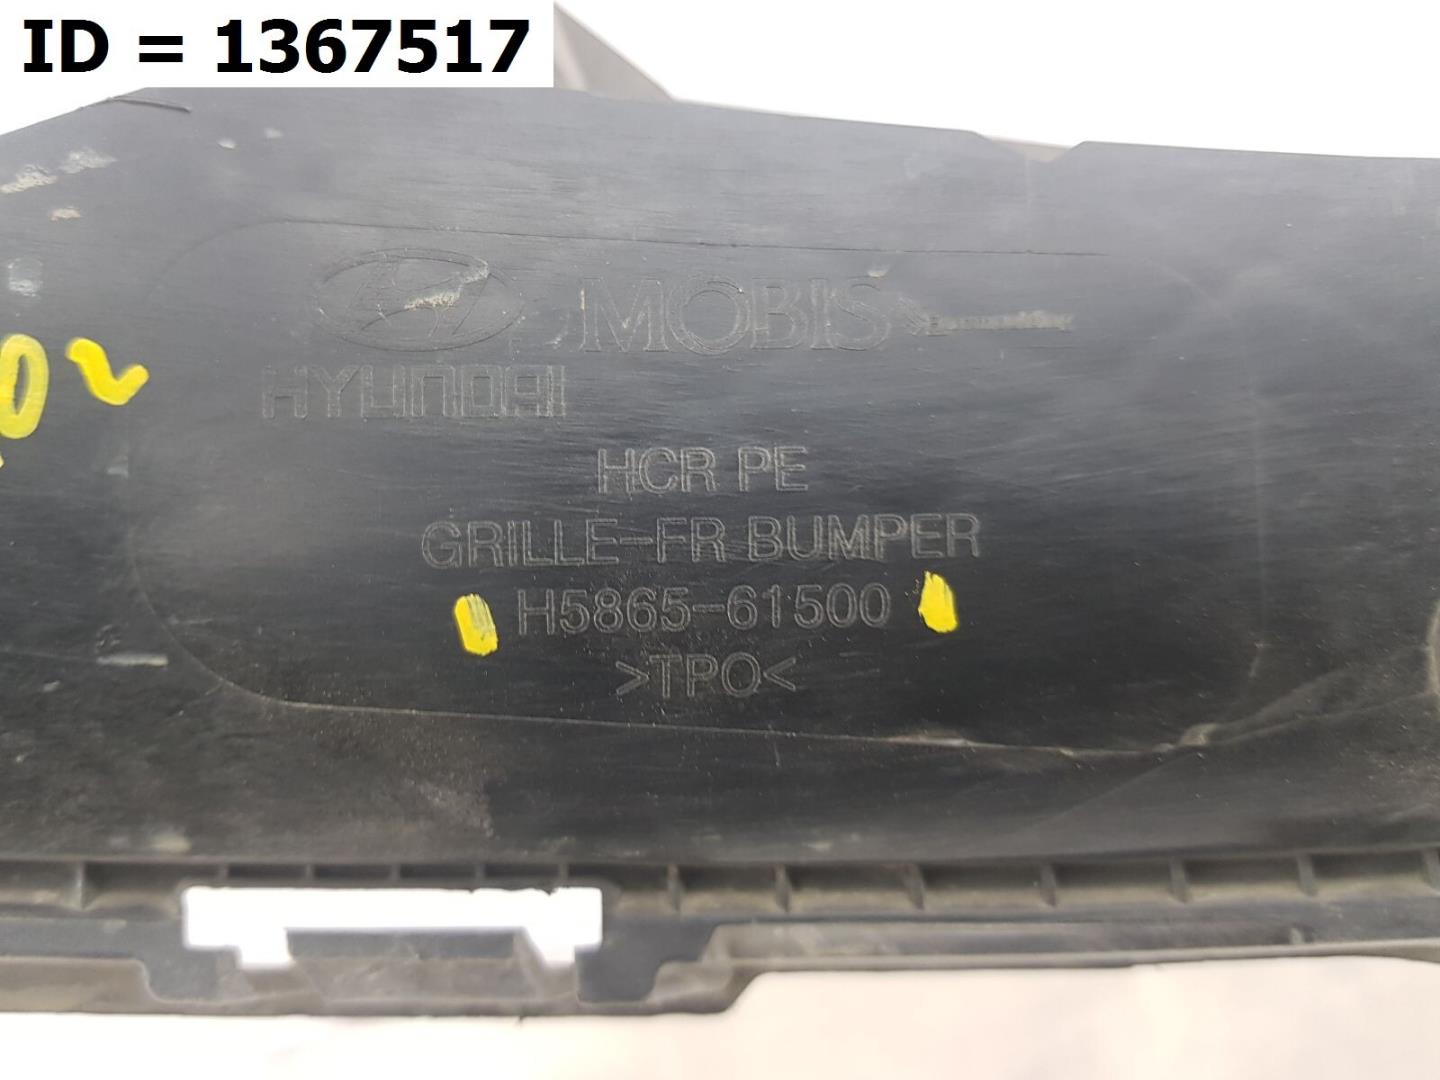 ID = 1367517
MOBIS
HYUNDAI
HCR PE
GRILLE-FR BUMPER
H5865-61500
>TPO<